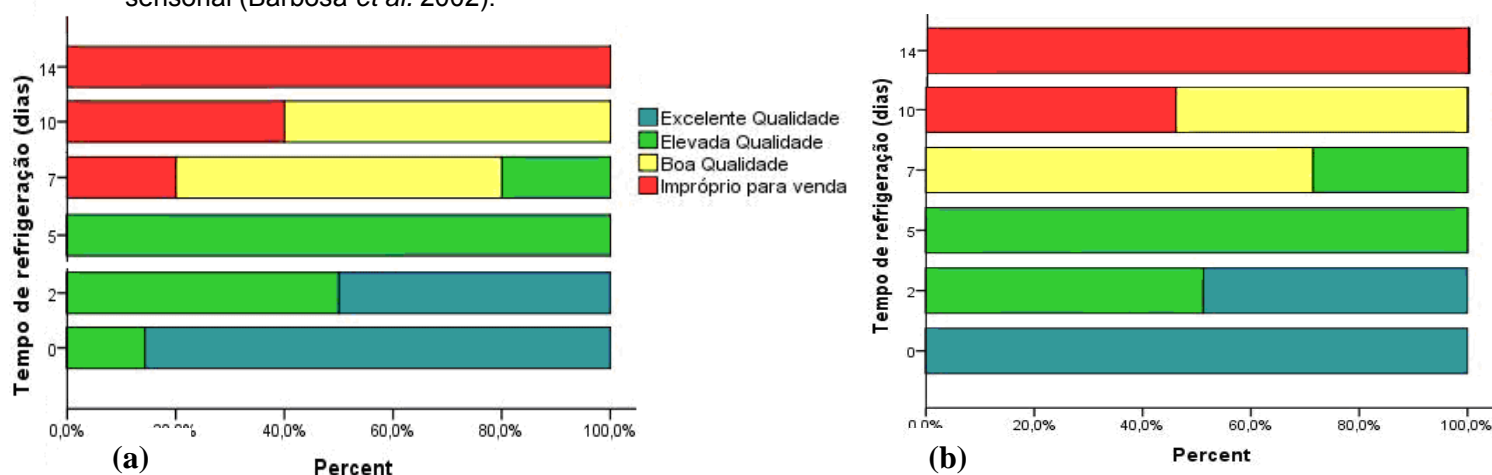 sensorial (Barbosa et al. 2002).
Tempo de refrigeração (dias)
14
10
7
5
2
0
0,0%
40,0%
60,0%
80,0%
100,0%
(a)
Percent
Excelente Qualidade
Elevada Qualidade
Boa Qualidade
Impróprio para venda
Tempo de refrigeração (dias)
14
10
7
5
2
0
20,0%
40,0%
60,0%
80,0%
100,0%
(b)
Percent